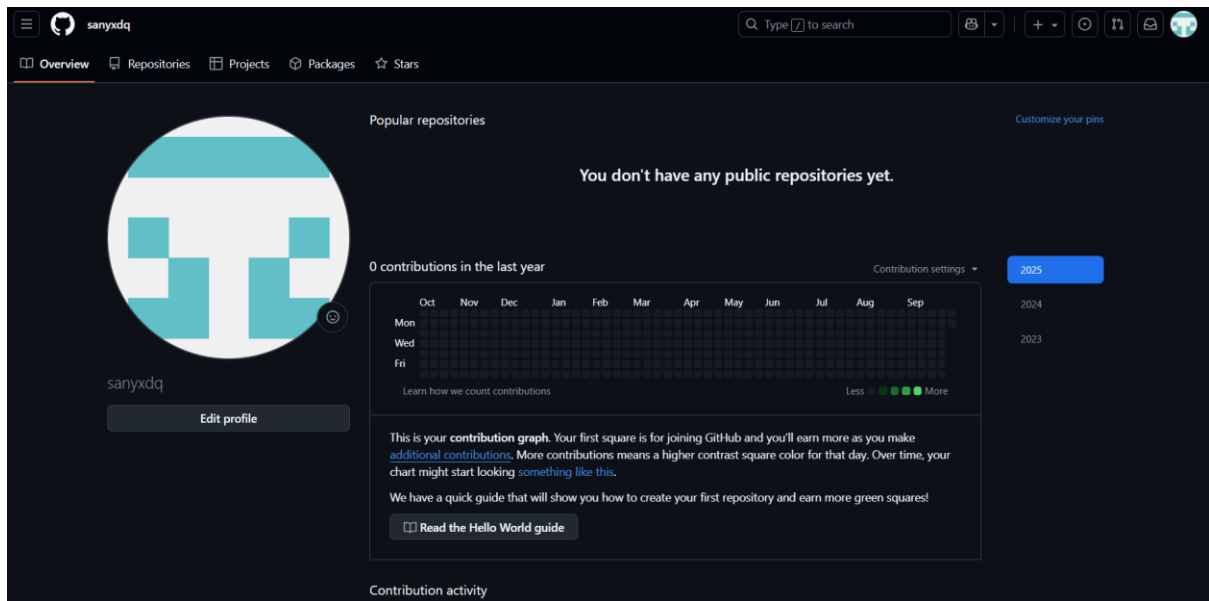 sanyxdq
Type / to search
Overview
Repositories
Projects
Packages
Stars
Popular repositories
Customize your pins
You don't have any public repositories yet.
0 contributions in the last year
Contribution settings
2025
2024
2023
Oct Nov Dec Jan Feb Mar Apr May Jun Jul Aug Sep
Mon
Wed
Fri
Learn how we count contributions
Less
More
sanyxdq
Edit profile
This is your contribution graph. Your first square is for joining GitHub and you'll earn more as you make
additional contributions. More contributions means a higher contrast square color for that day. Over time, your
chart might start looking something like this.
We have a quick guide that will show you how to create your first repository and earn more green squares!
Read the Hello World guide
Contribution activity